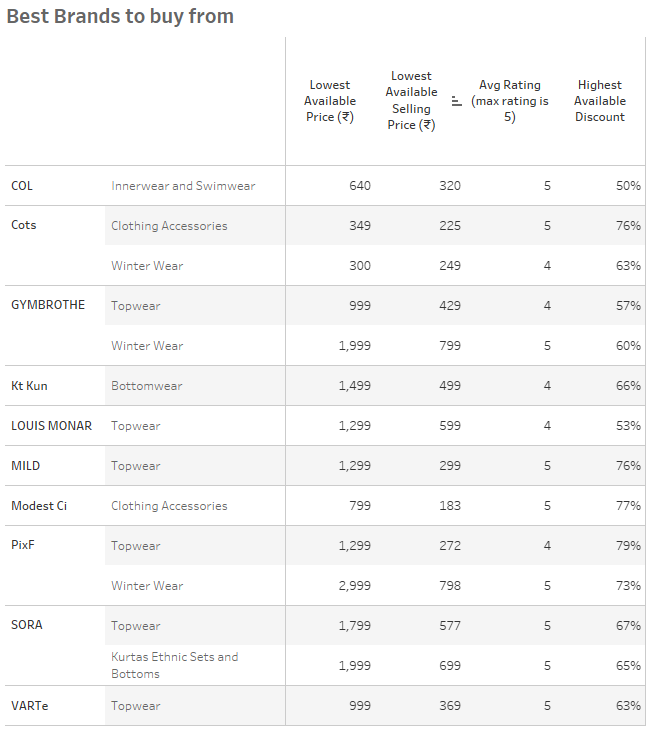 Best Brands to buy from
Lowest Available Price (₹) Lowest Available Selling Price (₹) Avg Rating (max rating is 5) Highest Available Discount
COL Innerwear and Swimwear 640 320 5 50%
Cots Clothing Accessories 349 225 5 76%
Winter Wear 300 249 4 63%
GYMBROTHE Topwear 999 429 4 57%
Winter Wear 1,999 799 5 60%
Kt Kun Bottomwear 1,499 499 4 66%
LOUIS MONAR Topwear 1,299 599 4 53%
MILD Topwear 1,299 299 5 76%
Modest Ci Clothing Accessories 799 183 5 77%
PixF Topwear 1,299 272 4 79%
Winter Wear 2,999 798 5 73%
SORA Topwear 1,799 577 5 67%
Kurtas Ethnic Sets and Bottoms 1,999 699 5 65%
VARTe Topwear 999 369 5 63%